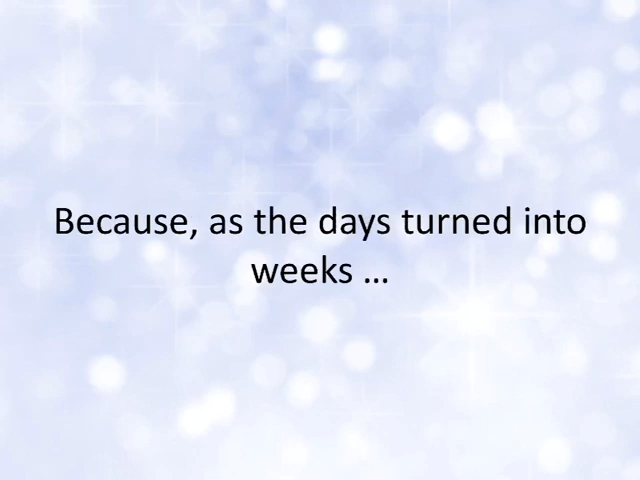 Because, as the days turned into
weeks …